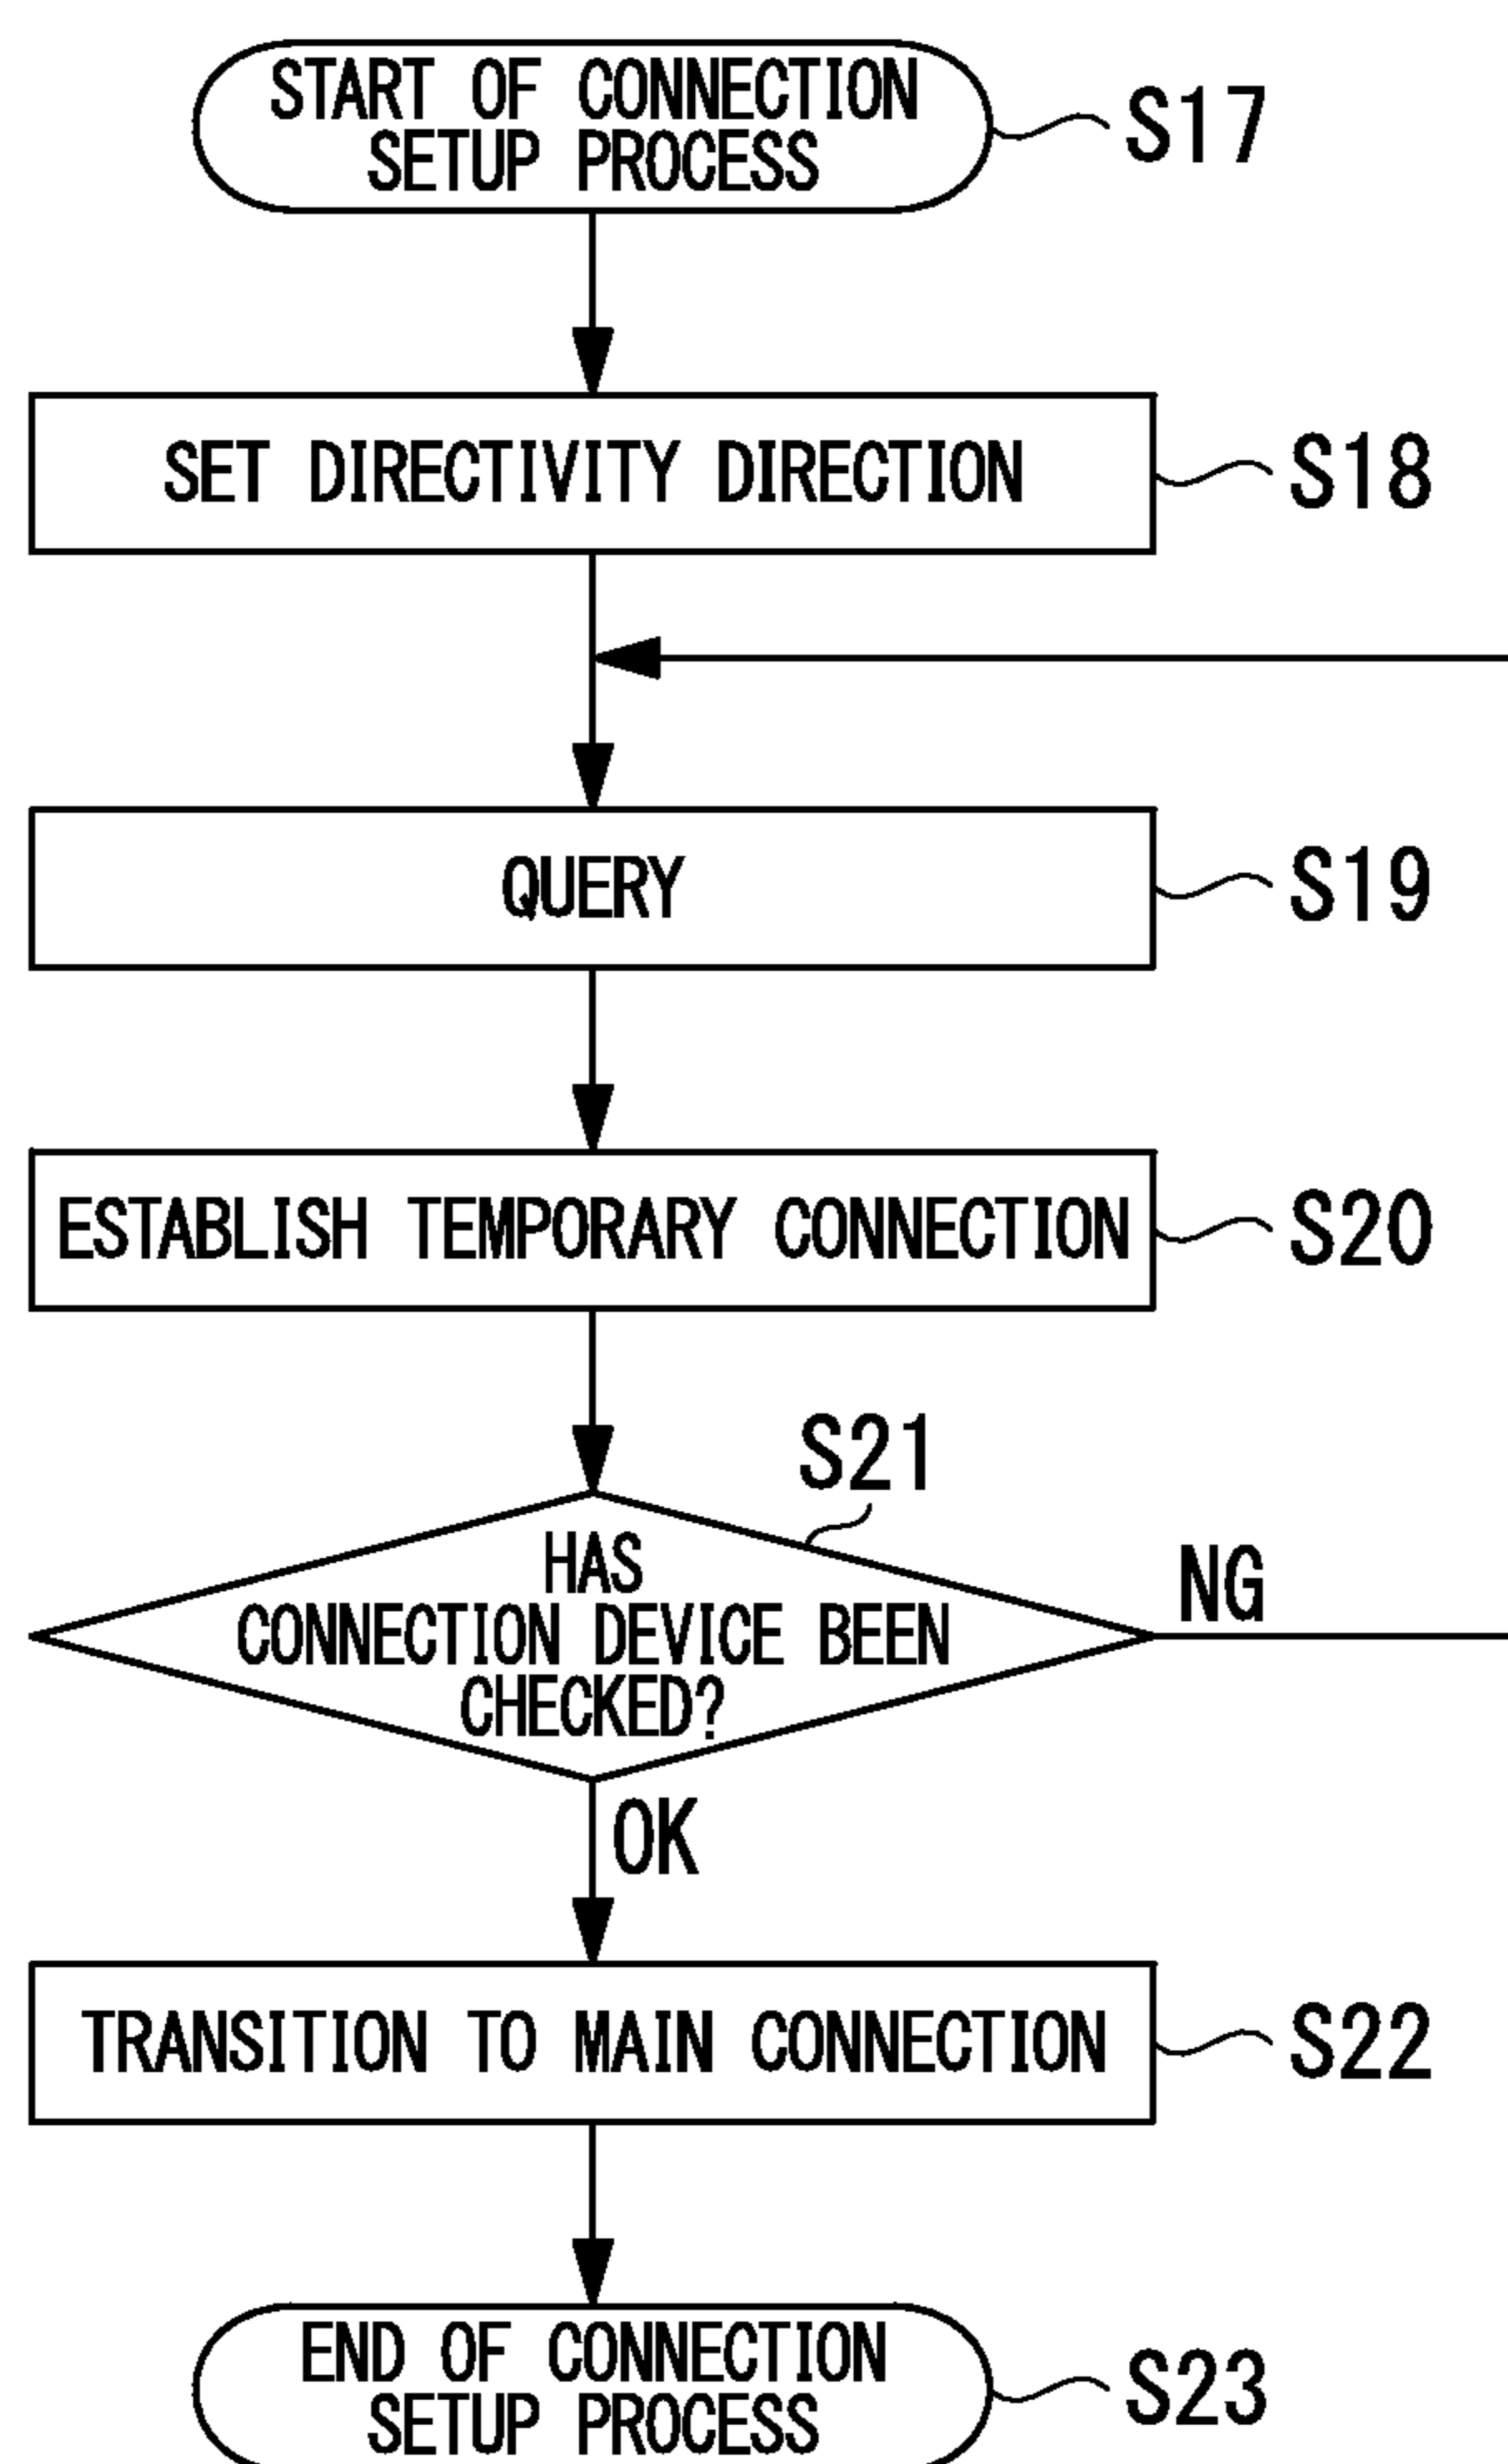 START OF CONNECTION
SETUP PROCESS
S17
SET DIRECTIVITY DIRECTION
S18
QUERY
S19
ESTABLISH TEMPORARY CONNECTION
S20
S21
HAS
CONNECTION DEVICE BEEN
CHECKED?
NG
OK
TRANSITION TO MAIN CONNECTION
S22
END OF CONNECTION
SETUP PROCESS
S23